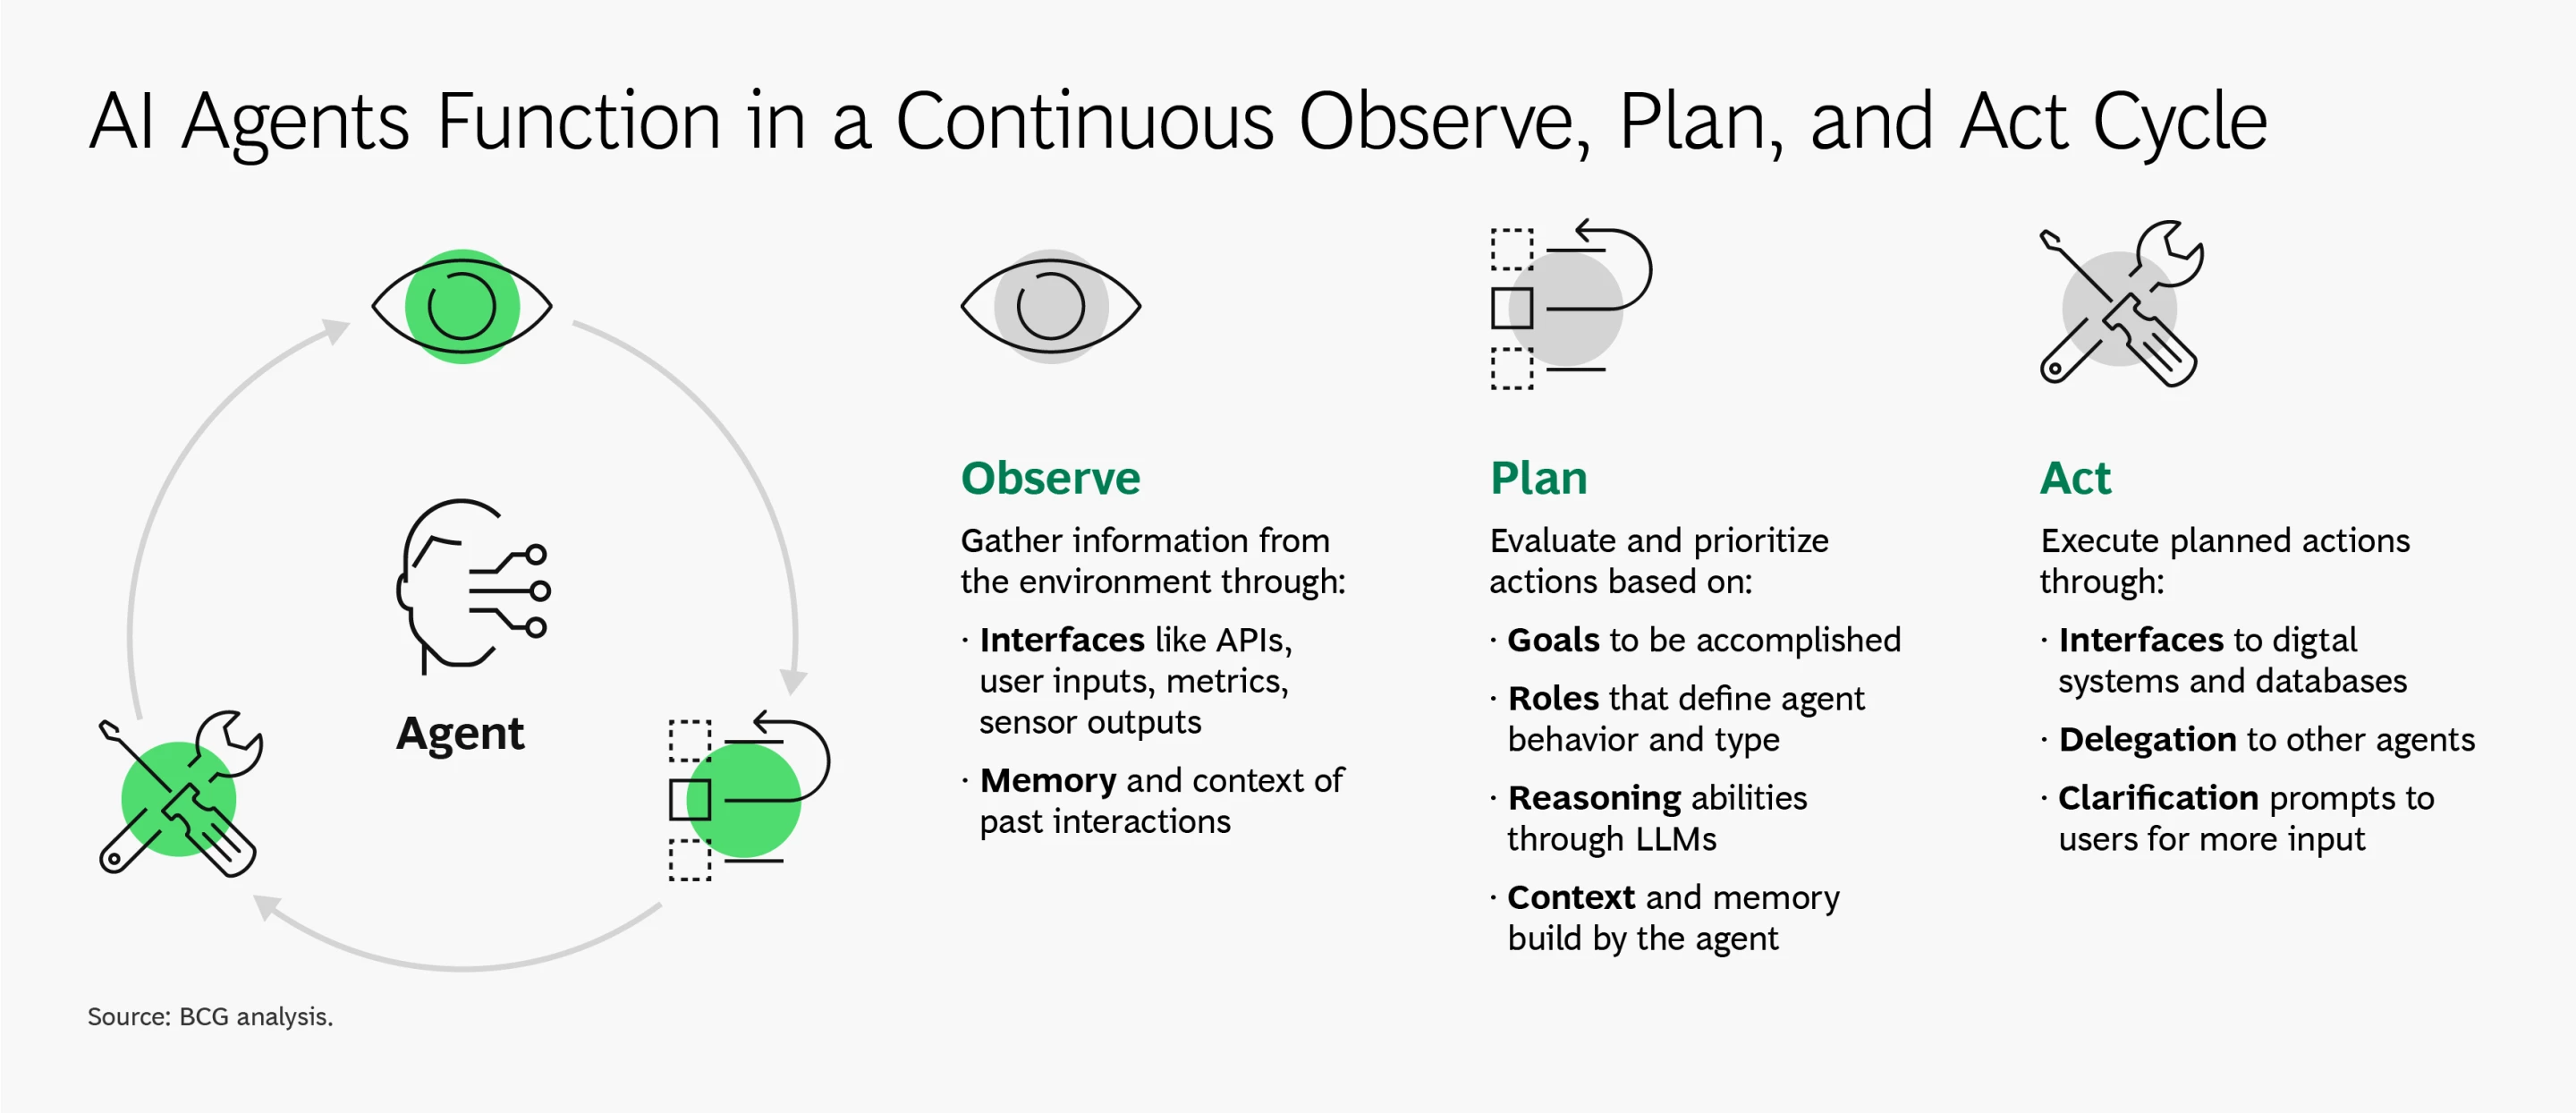 AI Agents Function in a Continuous Observe, Plan, and Act Cycle
Agent
Observe
Gather information from
the environment through:
· Interfaces like APIs,
user inputs, metrics,
sensor outputs
· Memory and context of
past interactions
Plan
Evaluate and prioritize
actions based on:
· Goals to be accomplished
· Roles that define agent
behavior and type
· Reasoning abilities
through LLMs
· Context and memory
build by the agent
Act
Execute planned actions
through:
· Interfaces to digtal
systems and databases
· Delegation to other agents
· Clarification prompts to
users for more input
Source: BCG analysis.